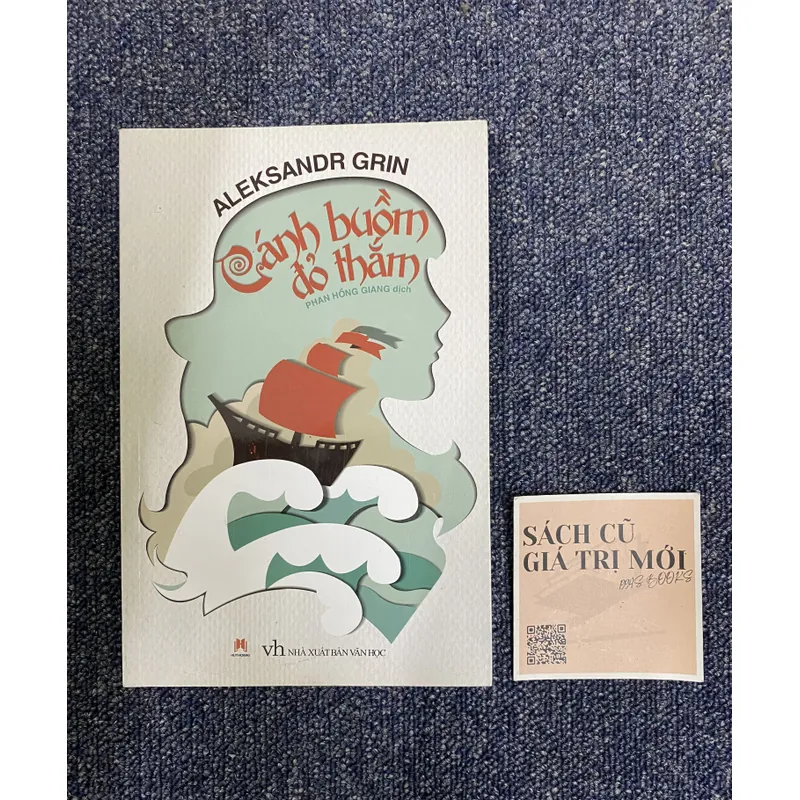 ALEKSANDR GRIN
Cánh buồm
đỏ thắm
PHAN HỒNG GIANG dịch
vh NHÀ XUẤT BẢN VĂN HỌC
SÁCH CŨ
GIÁ TRỊ MỚI
BOOKS